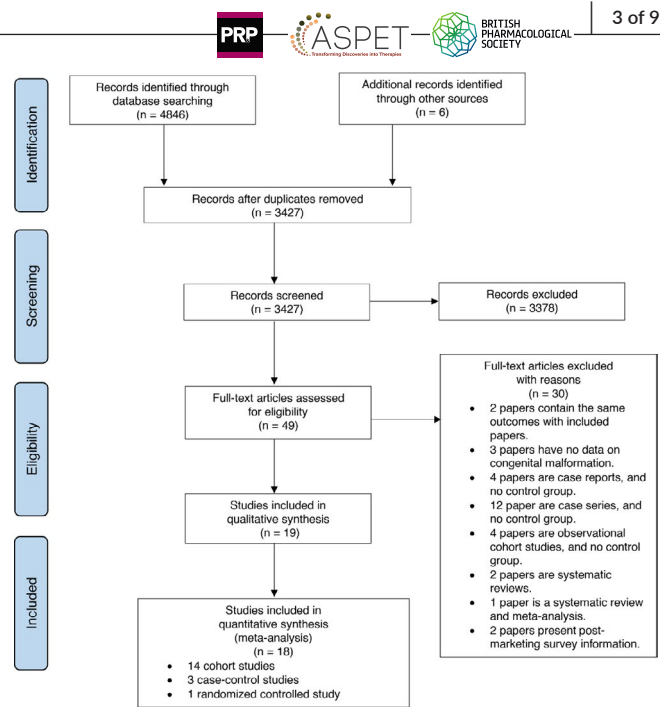 PRP
ASPET
Transforming Discoveries into Therapies
BRITISH
PHARMACOLOGICAL
SOCIETY
3 of 9
Identification
Records identified through
database searching
(n = 4846)
Additional records identified
through other sources
(n = 6)
Records after duplicates removed
(n = 3427)
Screening
Records screened
(n = 3427)
Records excluded
(n = 3378)
Eligibility
Full-text articles assessed
for eligibility
(n = 49)
Full-text articles excluded
with reasons
(n = 30)
• 2 papers contain the same
outcomes with included
papers.
• 3 papers have no data on
congenital malformation.
• 4 papers are case reports, and
no control group.
• 12 paper are case series, and
no control group.
• 4 papers are observational
cohort studies, and no control
group.
• 2 papers are systematic
reviews.
• 1 paper is a systematic review
and meta-analysis.
• 2 papers present post-
marketing survey information.
Studies included in
qualitative synthesis
(n = 19)
Included
Studies included in
quantitative synthesis
(meta-analysis)
(n = 18)
• 14 cohort studies
• 3 case-control studies
• 1 randomized controlled study